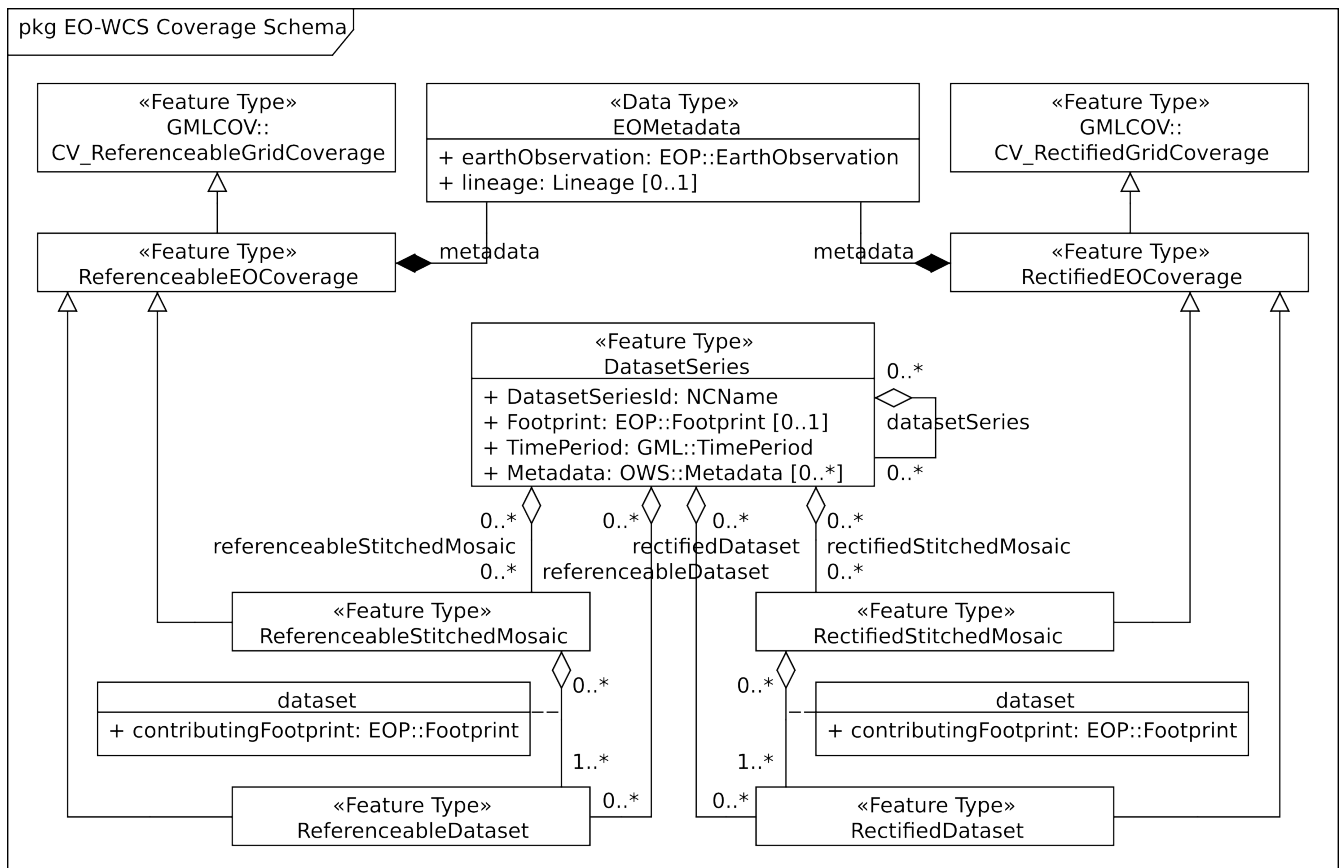 pkg EO-WCS Coverage Schema
«Feature Type»
GMLCOV::
CV_ReferenceableGridCoverage
«Data Type»
EOMetadata
+ earthObservation: EOP::EarthObservation
+ lineage: Lineage [0..1]
«Feature Type»
GMLCOV::
CV_RectifiedGridCoverage
«Feature Type»
ReferenceableEOCoverage
metadata
metadata
«Feature Type»
RectifiedEOCoverage
«Feature Type»
DatasetSeries
+ DatasetSeriesId: NCName
+ Footprint: EOP::Footprint [0..1]
+ TimePeriod: GML::TimePeriod
+ Metadata: OWS::Metadata [0..*]
0..*
datasetSeries
0..*
0..*
referenceableStitchedMosaic
0..*
0..*
referenceableDataset
0..*
rectifiedDataset
0..*
rectifiedStitchedMosaic
0..*
«Feature Type»
ReferenceableStitchedMosaic
«Feature Type»
RectifiedStitchedMosaic
0..*
0..*
dataset
+ contributingFootprint: EOP::Footprint
dataset
+ contributingFootprint: EOP::Footprint
1..*
1..*
0..*
0..*
«Feature Type»
ReferenceableDataset
«Feature Type»
RectifiedDataset